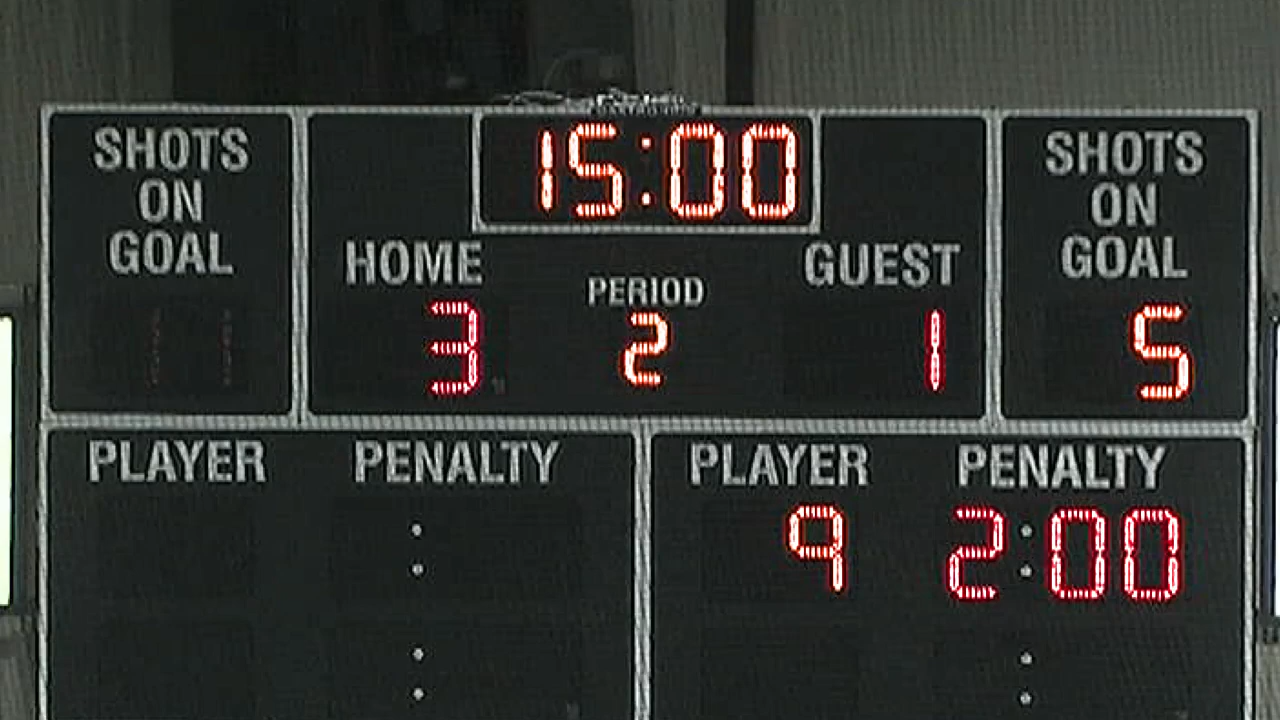 15:00
SHOTS ON GOAL
11
HOME
3
PERIOD
2
GUEST
1
SHOTS ON GOAL
5
PLAYER PENALTY
:
:
PLAYER PENALTY
9 2:00
: